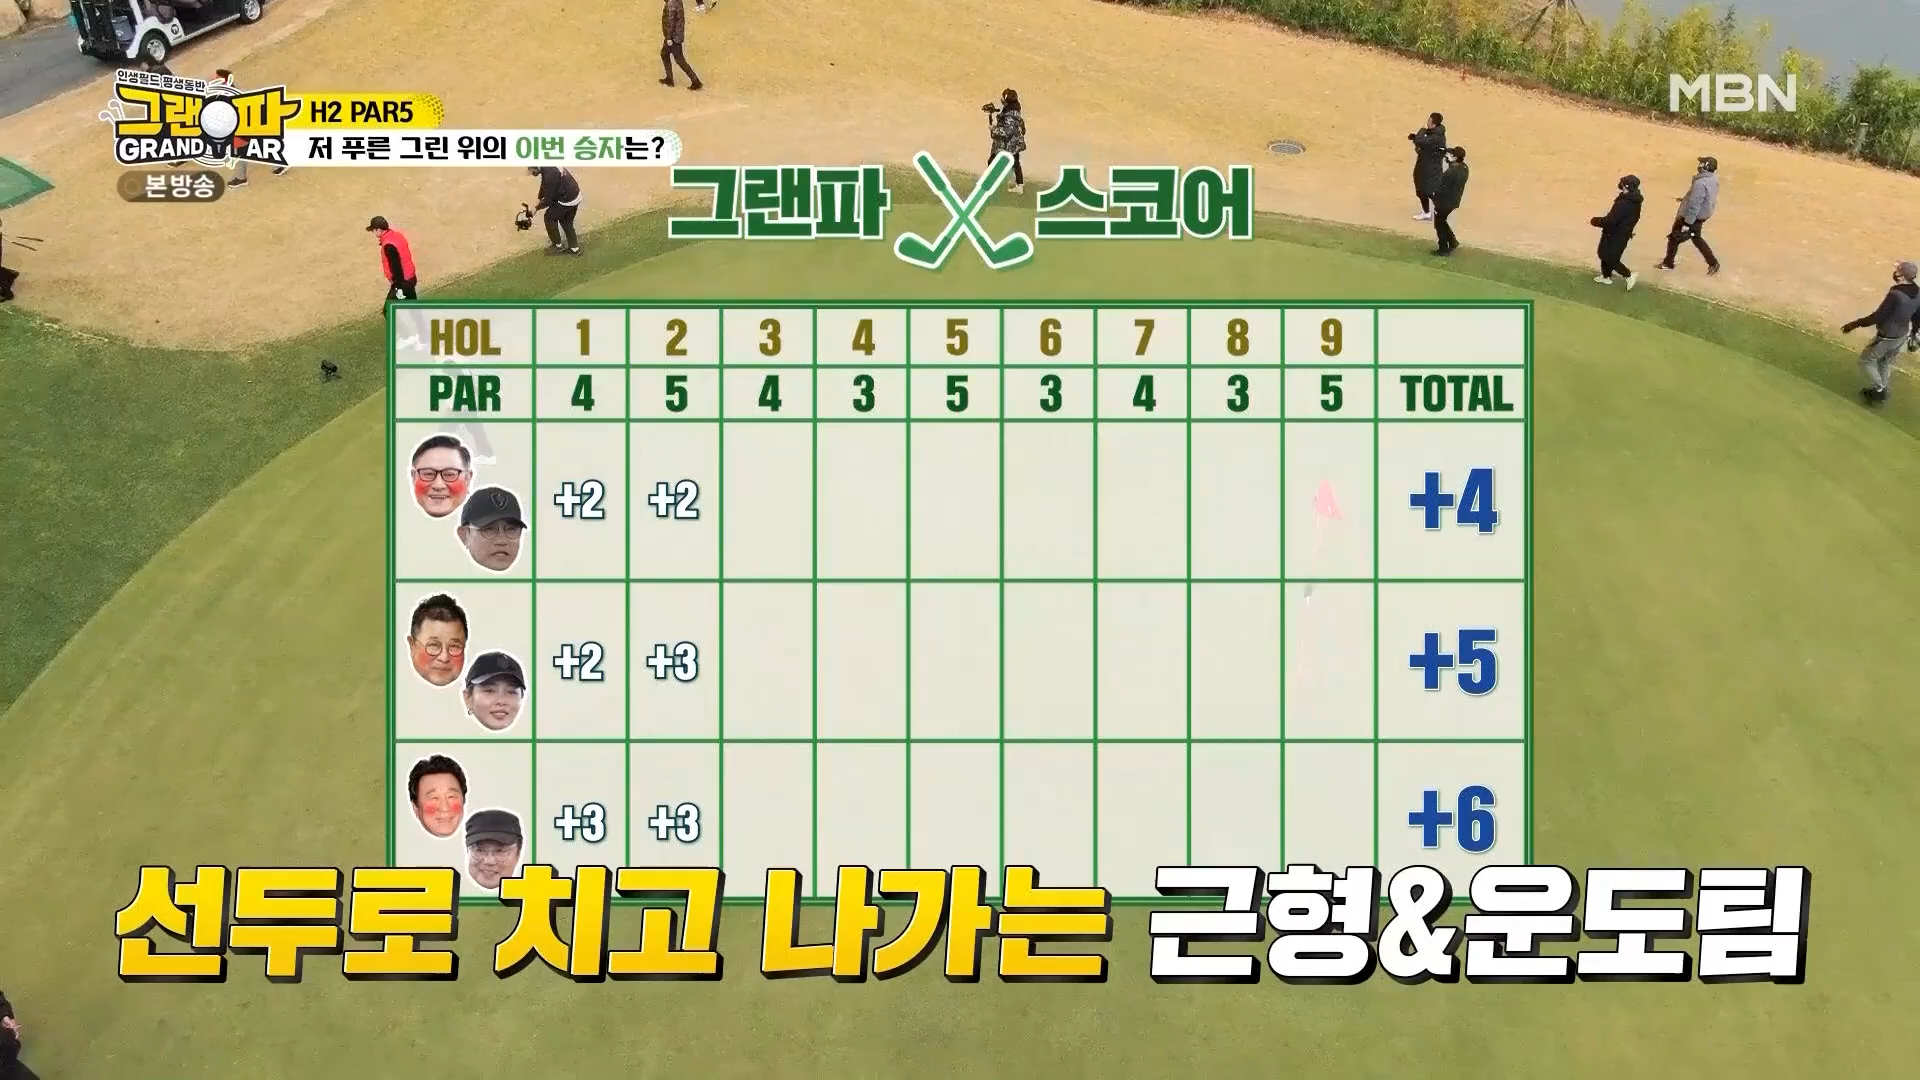 인생필드 평생동반
그랜파
GRANDPAR
H2 PAR5
저 푸른 그린 위의 이번 승자는?
본방송
MBN
그랜파 스코어
HOL 1 2 3 4 5 6 7 8 9
PAR 4 5 4 3 5 3 4 3 5 TOTAL
+2 +2 +4
+2 +3 +5
+3 +3 +6
선두로 치고 나가는 근형&운도팀